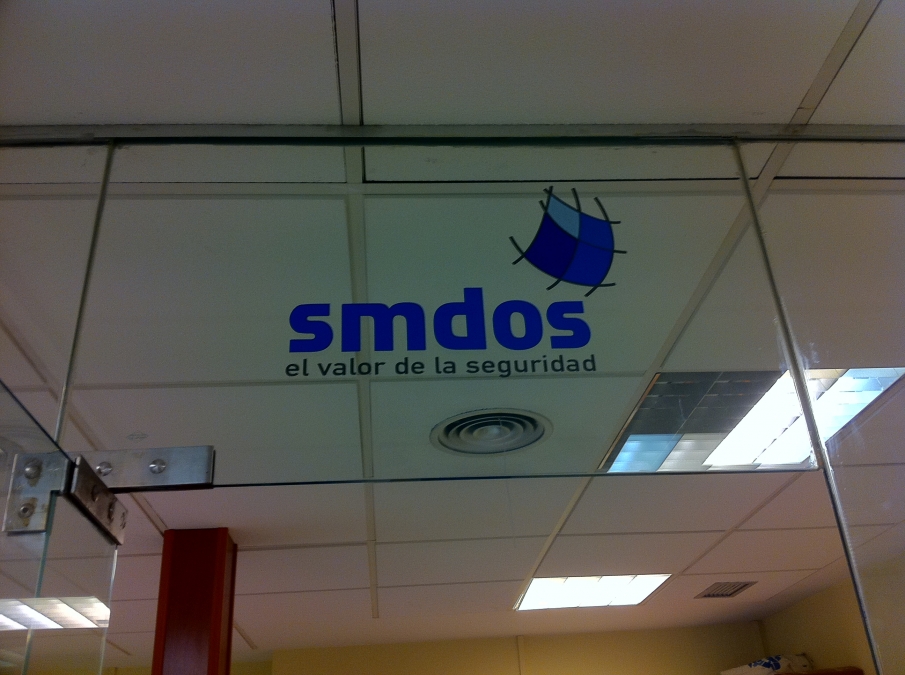 smdos
el valor de la seguridad